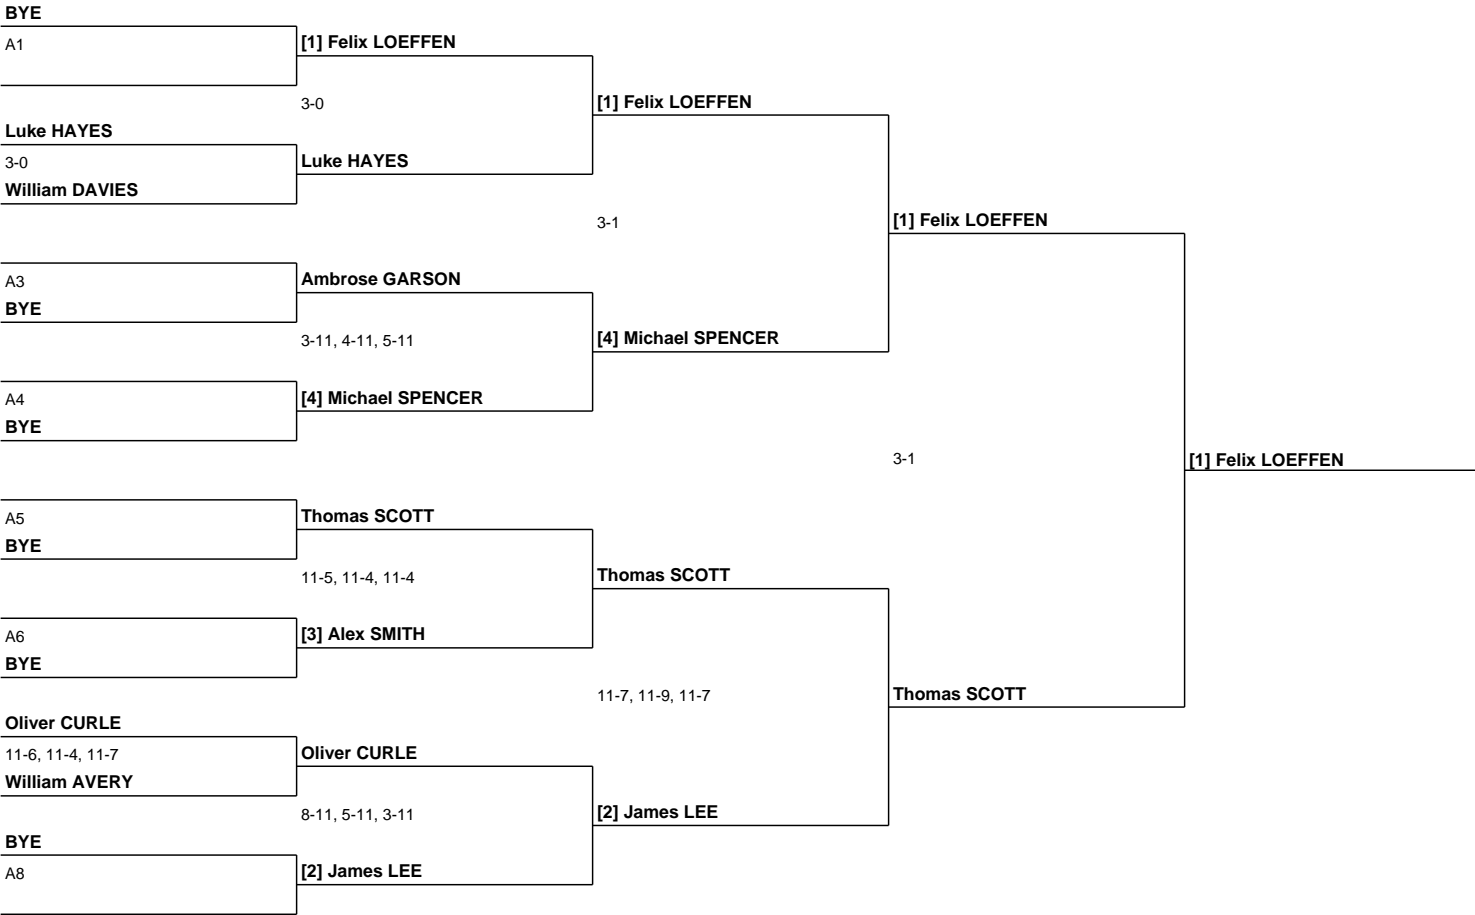 BYE
A1
[1] Felix LOEFFEN
3-0
[1] Felix LOEFFEN
Luke HAYES
3-0
Luke HAYES
William DAVIES
3-1
[1] Felix LOEFFEN
A3
Ambrose GARSON
BYE
3-11, 4-11, 5-11
[4] Michael SPENCER
A4
[4] Michael SPENCER
BYE
3-1
[1] Felix LOEFFEN
A5
Thomas SCOTT
BYE
11-5, 11-4, 11-4
Thomas SCOTT
A6
[3] Alex SMITH
BYE
11-7, 11-9, 11-7
Thomas SCOTT
Oliver CURLE
11-6, 11-4, 11-7
Oliver CURLE
William AVERY
8-11, 5-11, 3-11
[2] James LEE
BYE
A8
[2] James LEE